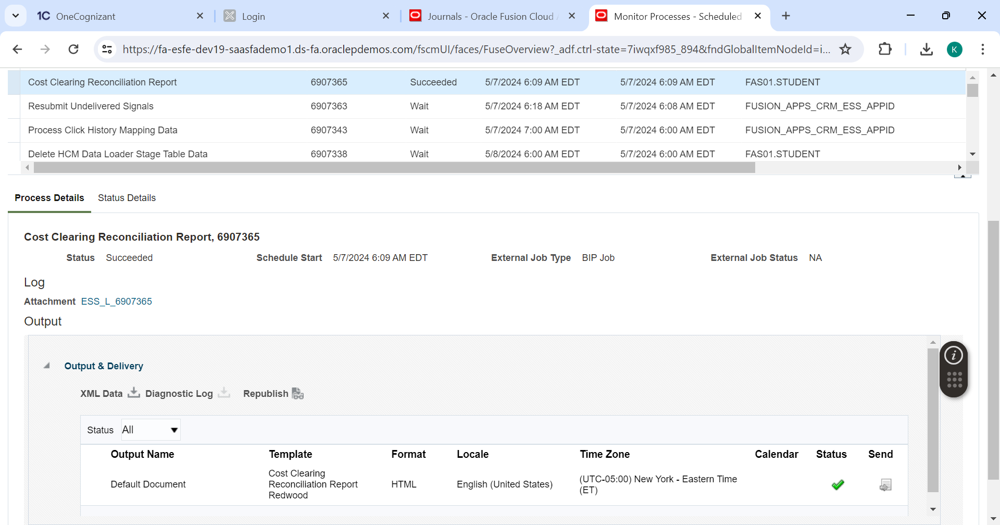 1C OneCognizant
Login
Journals - Oracle Fusion Cloud
Monitor Processes - Scheduled
https://fa-esfe-dev19-saasfademo1.ds-fa.oraclepdemos.com/fscmUI/faces/FuseOverview?_adf.ctrl-state=7iwqxf985_894&fndGlobalItemNodeId=i...
K
Cost Clearing Reconciliation Report 6907365 Succeeded 5/7/2024 6:09 AM EDT 5/7/2024 6:09 AM EDT FAS01.STUDENT
Resubmit Undelivered Signals 6907363 Wait 5/7/2024 6:18 AM EDT 5/7/2024 6:08 AM EDT FUSION_APPS_CRM_ESS_APPID
Process Click History Mapping Data 6907343 Wait 5/7/2024 7:00 AM EDT 5/7/2024 6:00 AM EDT FUSION_APPS_CRM_ESS_APPID
Delete HCM Data Loader Stage Table Data 6907338 Wait 5/8/2024 6:00 AM EDT 5/7/2024 6:00 AM EDT FAS01.STUDENT
Process Details Status Details
Cost Clearing Reconciliation Report, 6907365
Status Succeeded Schedule Start 5/7/2024 6:09 AM EDT External Job Type BIP Job External Job Status NA
Log
Attachment ESS_L_6907365
Output
i
Output & Delivery
XML Data Diagnostic Log Republish
Status All
Output Name Template Format Locale Time Zone Calendar Status Send
Default Document
Cost Clearing
Reconciliation Report
Redwood
HTML
English (United States)
(UTC-05:00) New York - Eastern Time
(ET)